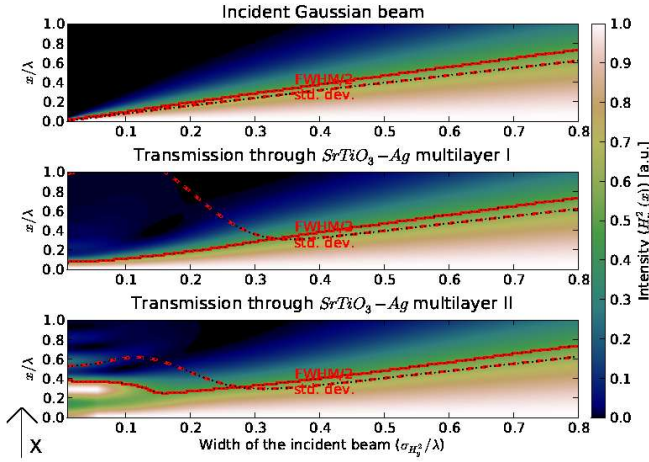 Incident Gaussian beam
1.0
0.8
0.6
0.4
0.2
0.0
x/λ
FWHM/2
std. dev.
0.1 0.2 0.3 0.4 0.5 0.6 0.7 0.8
Transmission through SrTiO₃−Ag multilayer I
1.0
0.8
0.6
0.4
0.2
0.0
x/λ
FWHM/2
std. dev.
0.1 0.2 0.3 0.4 0.5 0.6 0.7 0.8
Transmission through SrTiO₃−Ag multilayer II
1.0
0.8
0.6
0.4
0.2
0.0
x/λ
FWHM/2
std. dev.
0.1 0.2 0.3 0.4 0.5 0.6 0.7 0.8
X
Width of the incident beam (σ_{H_y^2}/λ)
1.0
0.9
0.8
0.7
0.6
0.5
0.4
0.3
0.2
0.1
0.0
Intensity (x)) [a.u.]